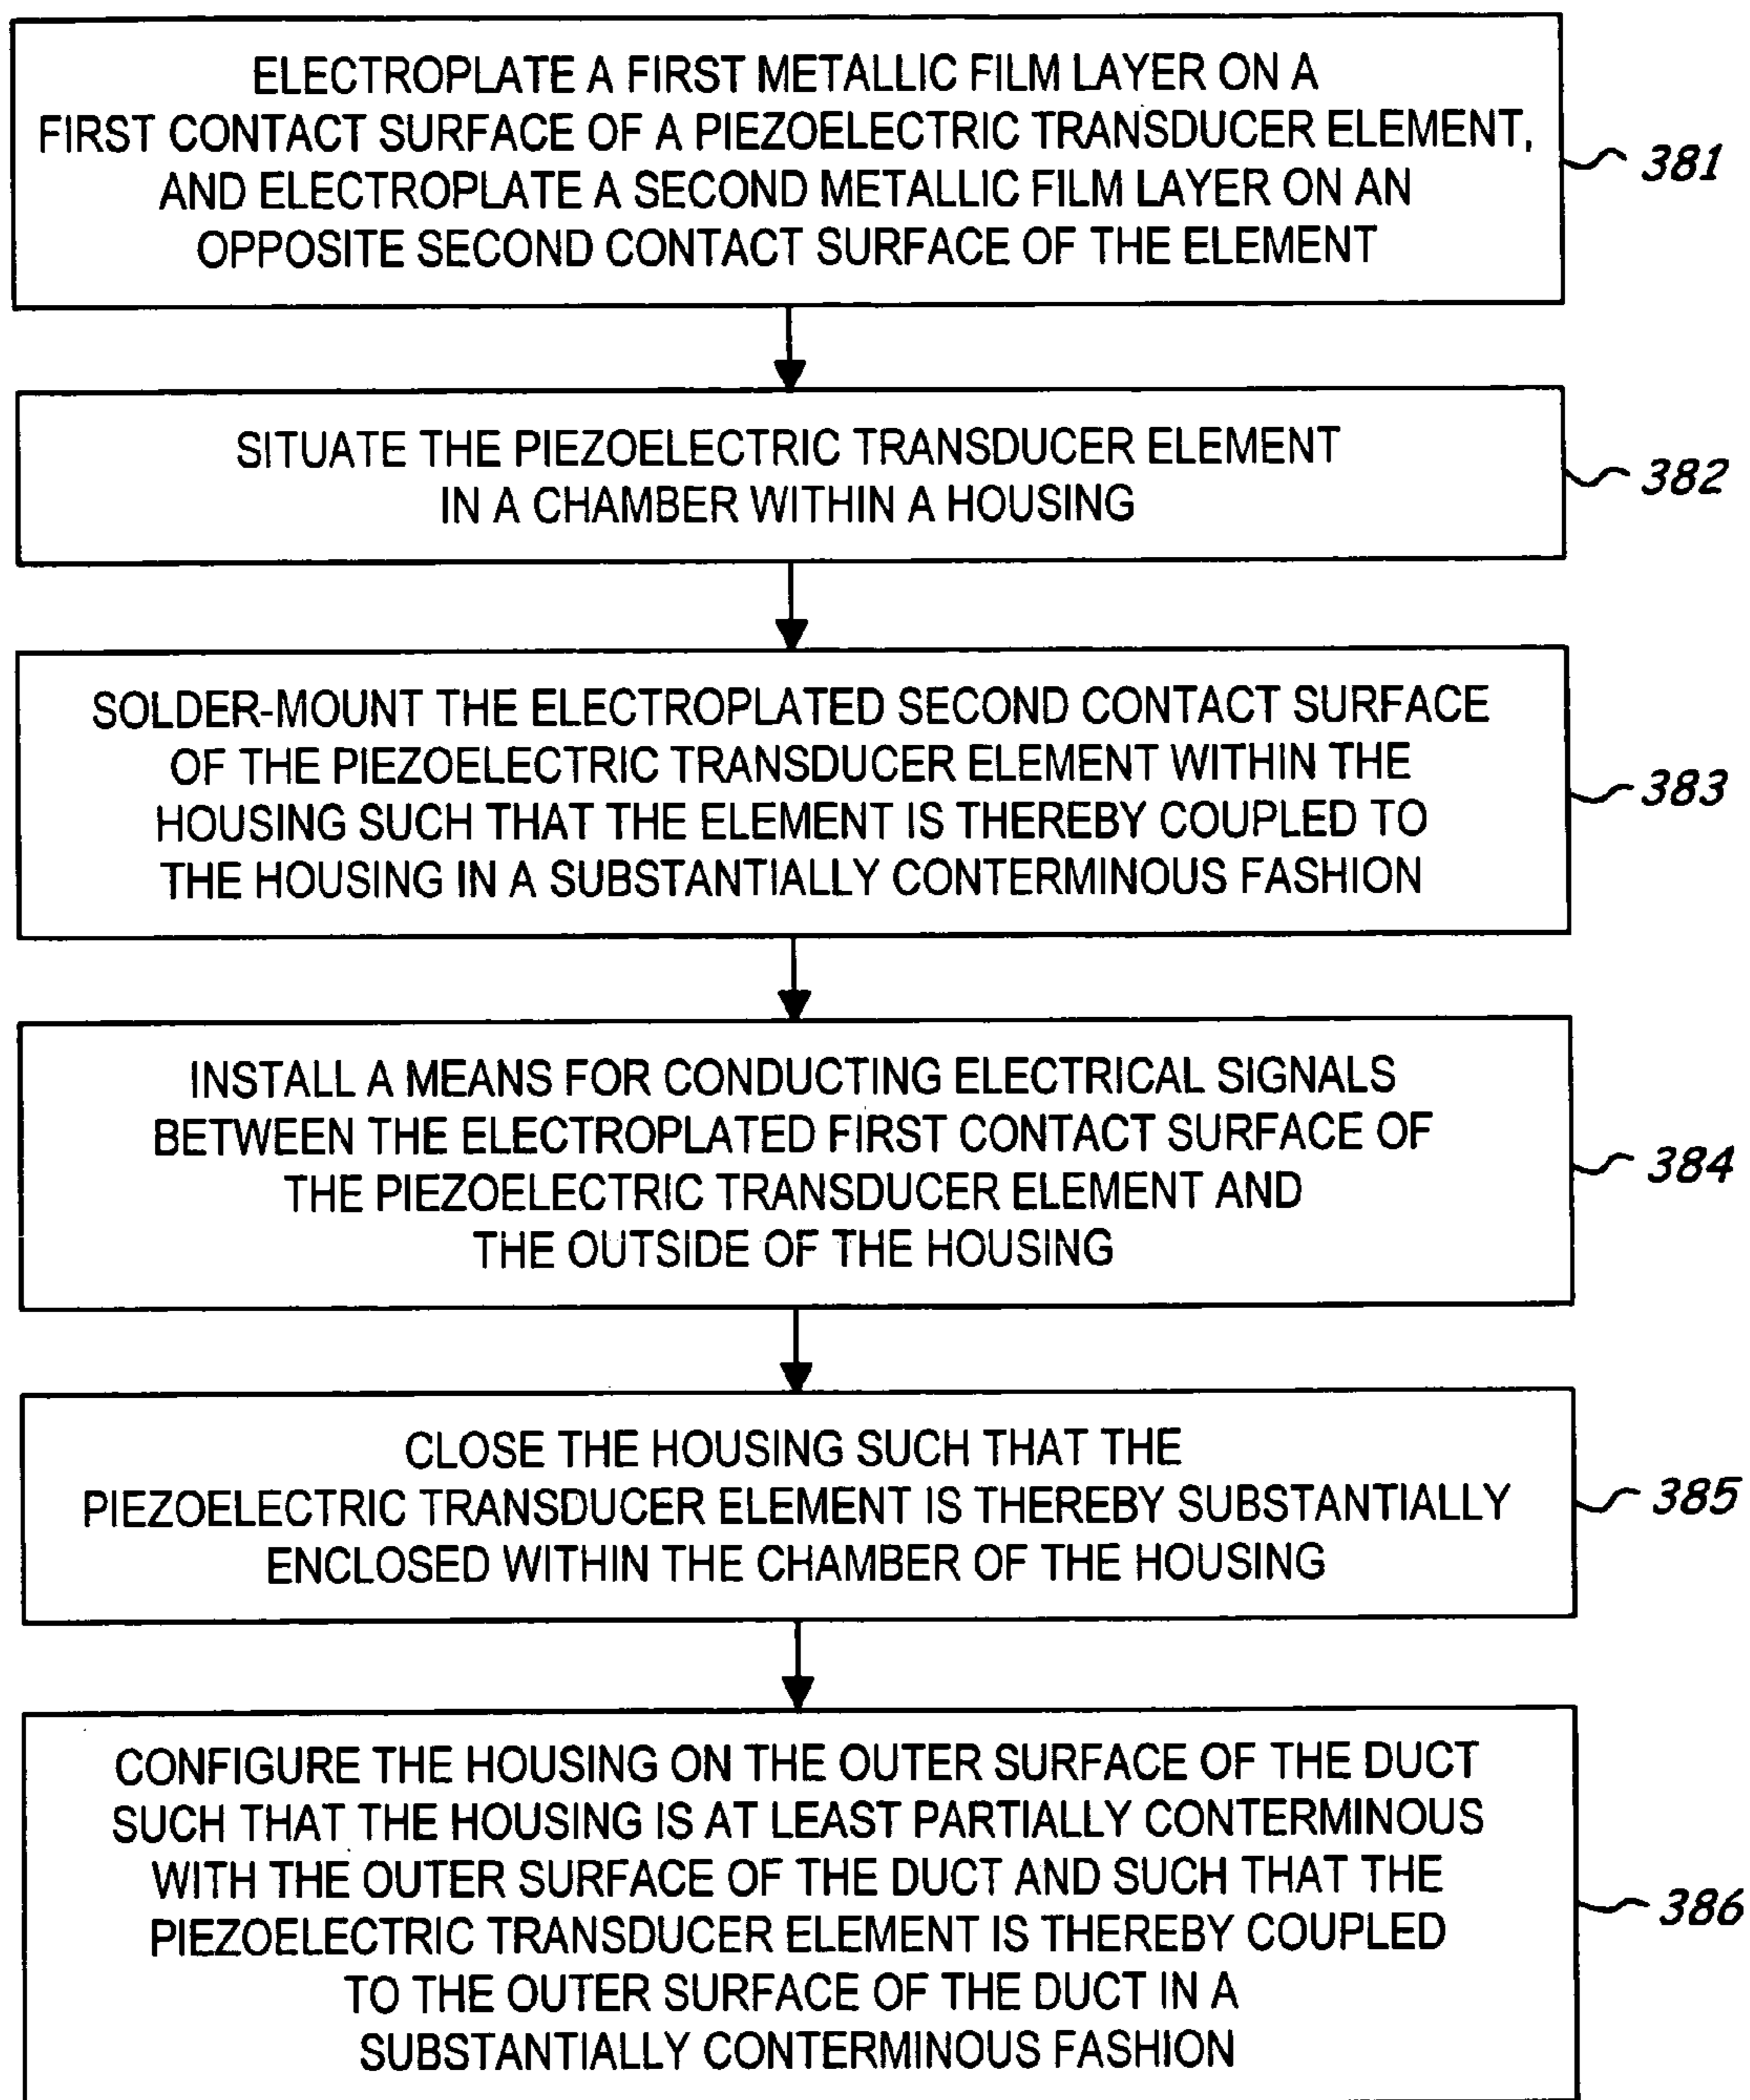 ELECTROPLATE A FIRST METALLIC FILM LAYER ON A
FIRST CONTACT SURFACE OF A PIEZOELECTRIC TRANSDUCER ELEMENT,
AND ELECTROPLATE A SECOND METALLIC FILM LAYER ON AN
OPPOSITE SECOND CONTACT SURFACE OF THE ELEMENT
381
SITUATE THE PIEZOELECTRIC TRANSDUCER ELEMENT
IN A CHAMBER WITHIN A HOUSING
382
SOLDER-MOUNT THE ELECTROPLATED SECOND CONTACT SURFACE
OF THE PIEZOELECTRIC TRANSDUCER ELEMENT WITHIN THE
HOUSING SUCH THAT THE ELEMENT IS THEREBY COUPLED TO
THE HOUSING IN A SUBSTANTIALLY CONTERMINOUS FASHION
383
INSTALL A MEANS FOR CONDUCTING ELECTRICAL SIGNALS
BETWEEN THE ELECTROPLATED FIRST CONTACT SURFACE OF
THE PIEZOELECTRIC TRANSDUCER ELEMENT AND
THE OUTSIDE OF THE HOUSING
384
CLOSE THE HOUSING SUCH THAT THE
PIEZOELECTRIC TRANSDUCER ELEMENT IS THEREBY SUBSTANTIALLY
ENCLOSED WITHIN THE CHAMBER OF THE HOUSING
385
CONFIGURE THE HOUSING ON THE OUTER SURFACE OF THE DUCT
SUCH THAT THE HOUSING IS AT LEAST PARTIALLY CONTERMINOUS
WITH THE OUTER SURFACE OF THE DUCT AND SUCH THAT THE
PIEZOELECTRIC TRANSDUCER ELEMENT IS THEREBY COUPLED
TO THE OUTER SURFACE OF THE DUCT IN A
SUBSTANTIALLY CONTERMINOUS FASHION
386